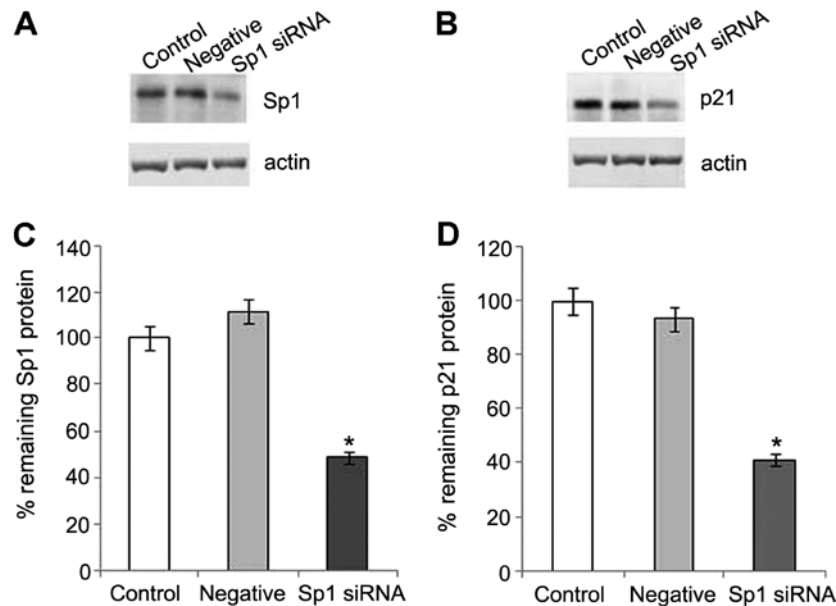 A
Control
Negative
Sp1 siRNA
Sp1
actin
B
Control
Negative
Sp1 siRNA
p21
actin
C
% remaining Sp1 protein
140
120
100
80
60
40
20
0
*
Control Negative Sp1 siRNA
D
% remaining p21 protein
120
100
80
60
40
20
0
*
Control Negative Sp1 siRNA